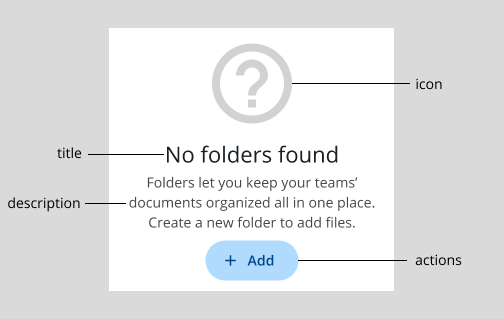 icon
title
No folders found
Folders let you keep your teams’
description
documents organized all in one place.
Create a new folder to add files.
+ Add
actions